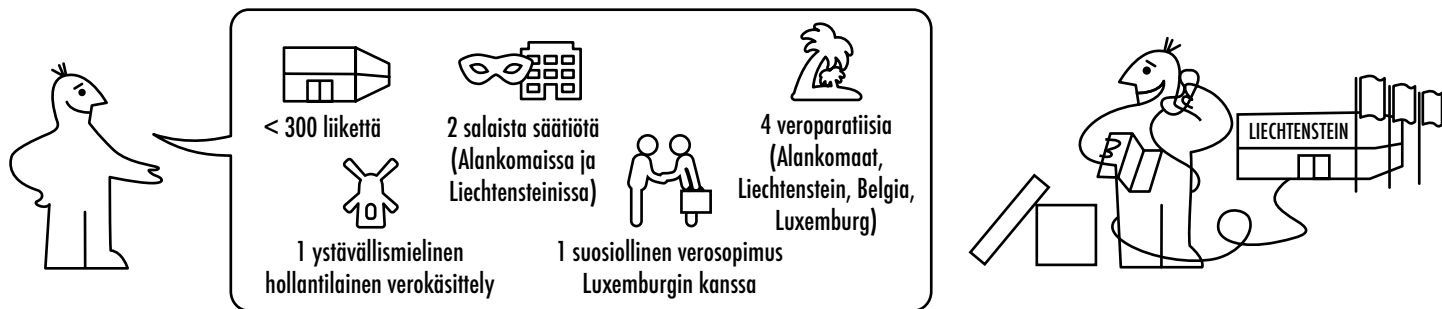 < 300 liikettä
2 salaista säätiötä
(Alankomaissa ja
Liechtensteinissa)
4 veroparatiisia
(Alankomaat,
Liechtenstein, Belgia,
Luxemburg)
1 ystävällismielinen
hollantilainen verokäsittely
1 suosiollinen verosopimus
Luxemburgin kanssa
LIECHTENSTEIN